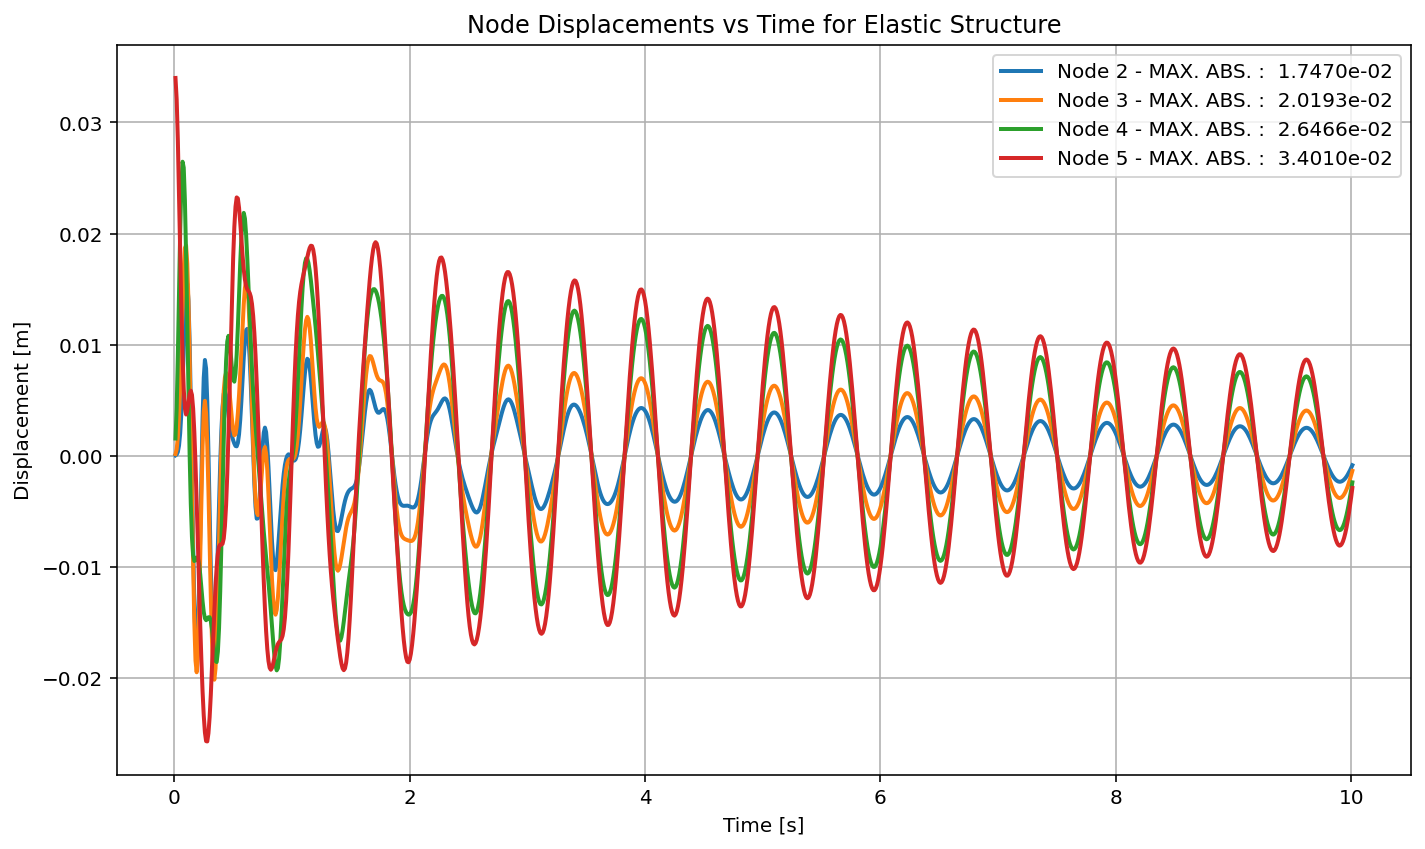 Node Displacements vs Time for Elastic Structure
Node 2 - MAX. ABS. :  1.7470e-02
Node 3 - MAX. ABS. :  2.0193e-02
Node 4 - MAX. ABS. :  2.6466e-02
Node 5 - MAX. ABS. :  3.4010e-02
Displacement [m]
0.03
0.02
0.01
0.00
−0.01
−0.02
0 2 4 6 8 10
Time [s]